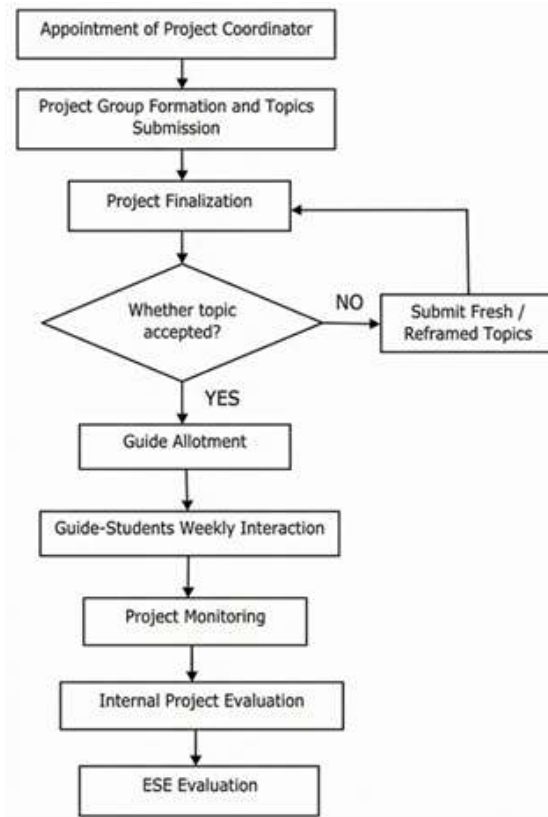 Appointment of Project Coordinator
Project Group Formation and Topics
Submission
Project Finalization
Whether topic
accepted?
NO
Submit Fresh /
Reframed Topics
YES
Guide Allotment
Guide-Students Weekly Interaction
Project Monitoring
Internal Project Evaluation
ESE Evaluation